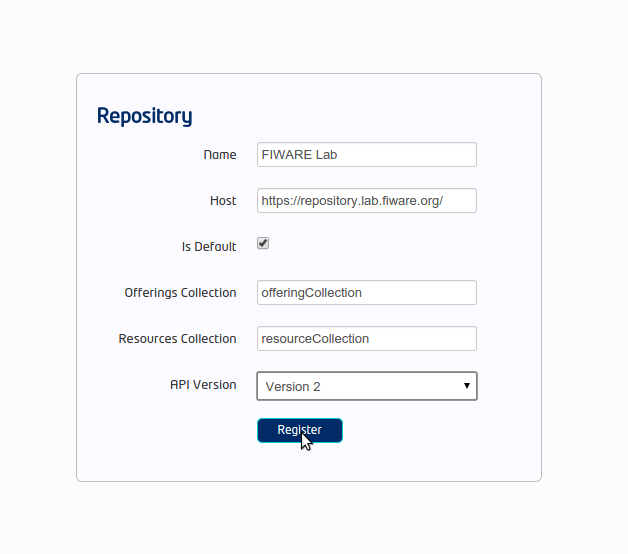 Repository
Name FIWARE Lab
Host https://repository.lab.fiware.org/
Is Default
Offerings Collection offeringCollection
Resources Collection resourceCollection
API Version Version 2
Register